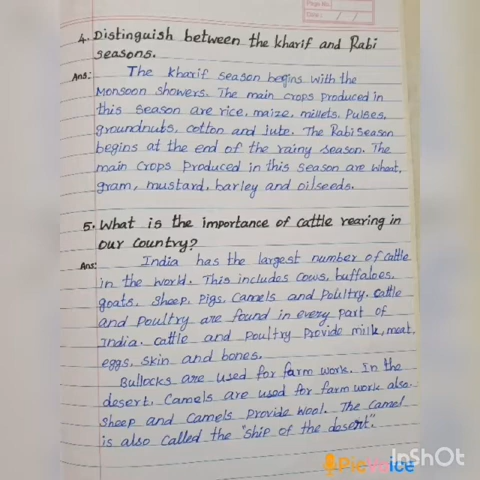 Page No.
Date:
4. Distinguish between the kharif and Rabi
seasons.
Ans: The kharif season begins with the
Monsoon showers. The main crops produced in
this season are rice, maize, millets, Pulses,
groundnuts, cotton and jute. The Rabi season
begins at the end of the rainy season. The
main crops produced in this season are Wheat,
gram, mustard, barley and oilseeds.
5. What is the importance of cattle rearing in
our country?
Ans: India has the largest number of cattle
in the world. This includes cows, buffaloes,
goats, sheep, pigs, camels and Poultry. cattle
and poultry are found in every part of
India. cattle and poultry provide milk, meat,
eggs, skin and bones.
Bullocks are used for farm work. In the
desert, camels are used for farm work also.
Sheep and camels provide wool. The camel
is also called the "ship of the desert".
PicVoice
InShOt